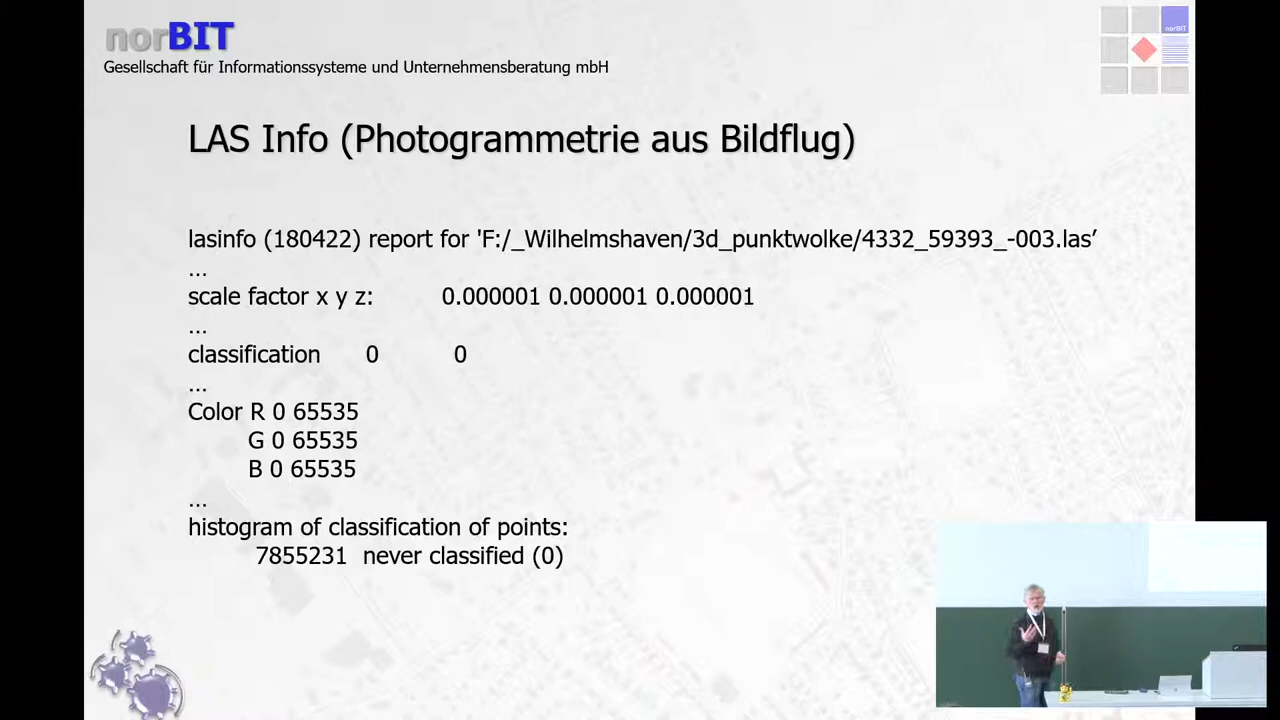 norBIT
Gesellschaft für Informationssysteme und Unternehmensberatung mbH
norBIT
LAS Info (Photogrammetrie aus Bildflug)
lasinfo (180422) report for 'F:/_Wilhelmshaven/3d_punktwolke/4332_59393_-003.las’
…
scale factor x y z: 0.000001 0.000001 0.000001
…
classification 0 0
…
Color R 0 65535
G 0 65535
B 0 65535
…
histogram of classification of points:
7855231 never classified (0)